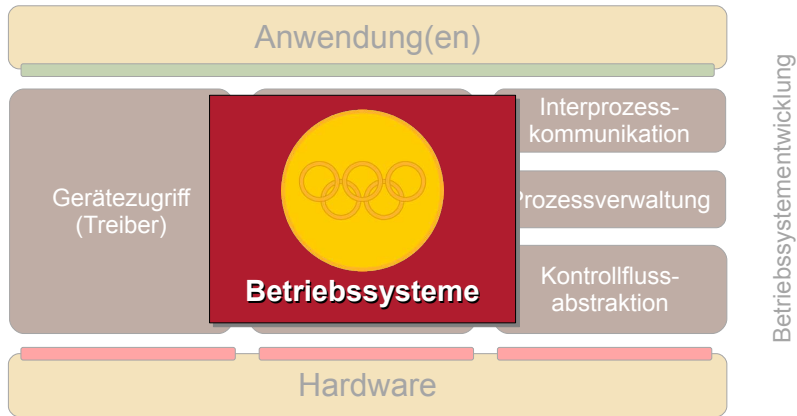 Anwendung(en)
Gerätezugriff
(Treiber)
Betriebssysteme
Interprozess-
kommunikation
Prozessverwaltung
Kontrollfluss-
abstraktion
Hardware
Betriebssystementwicklung